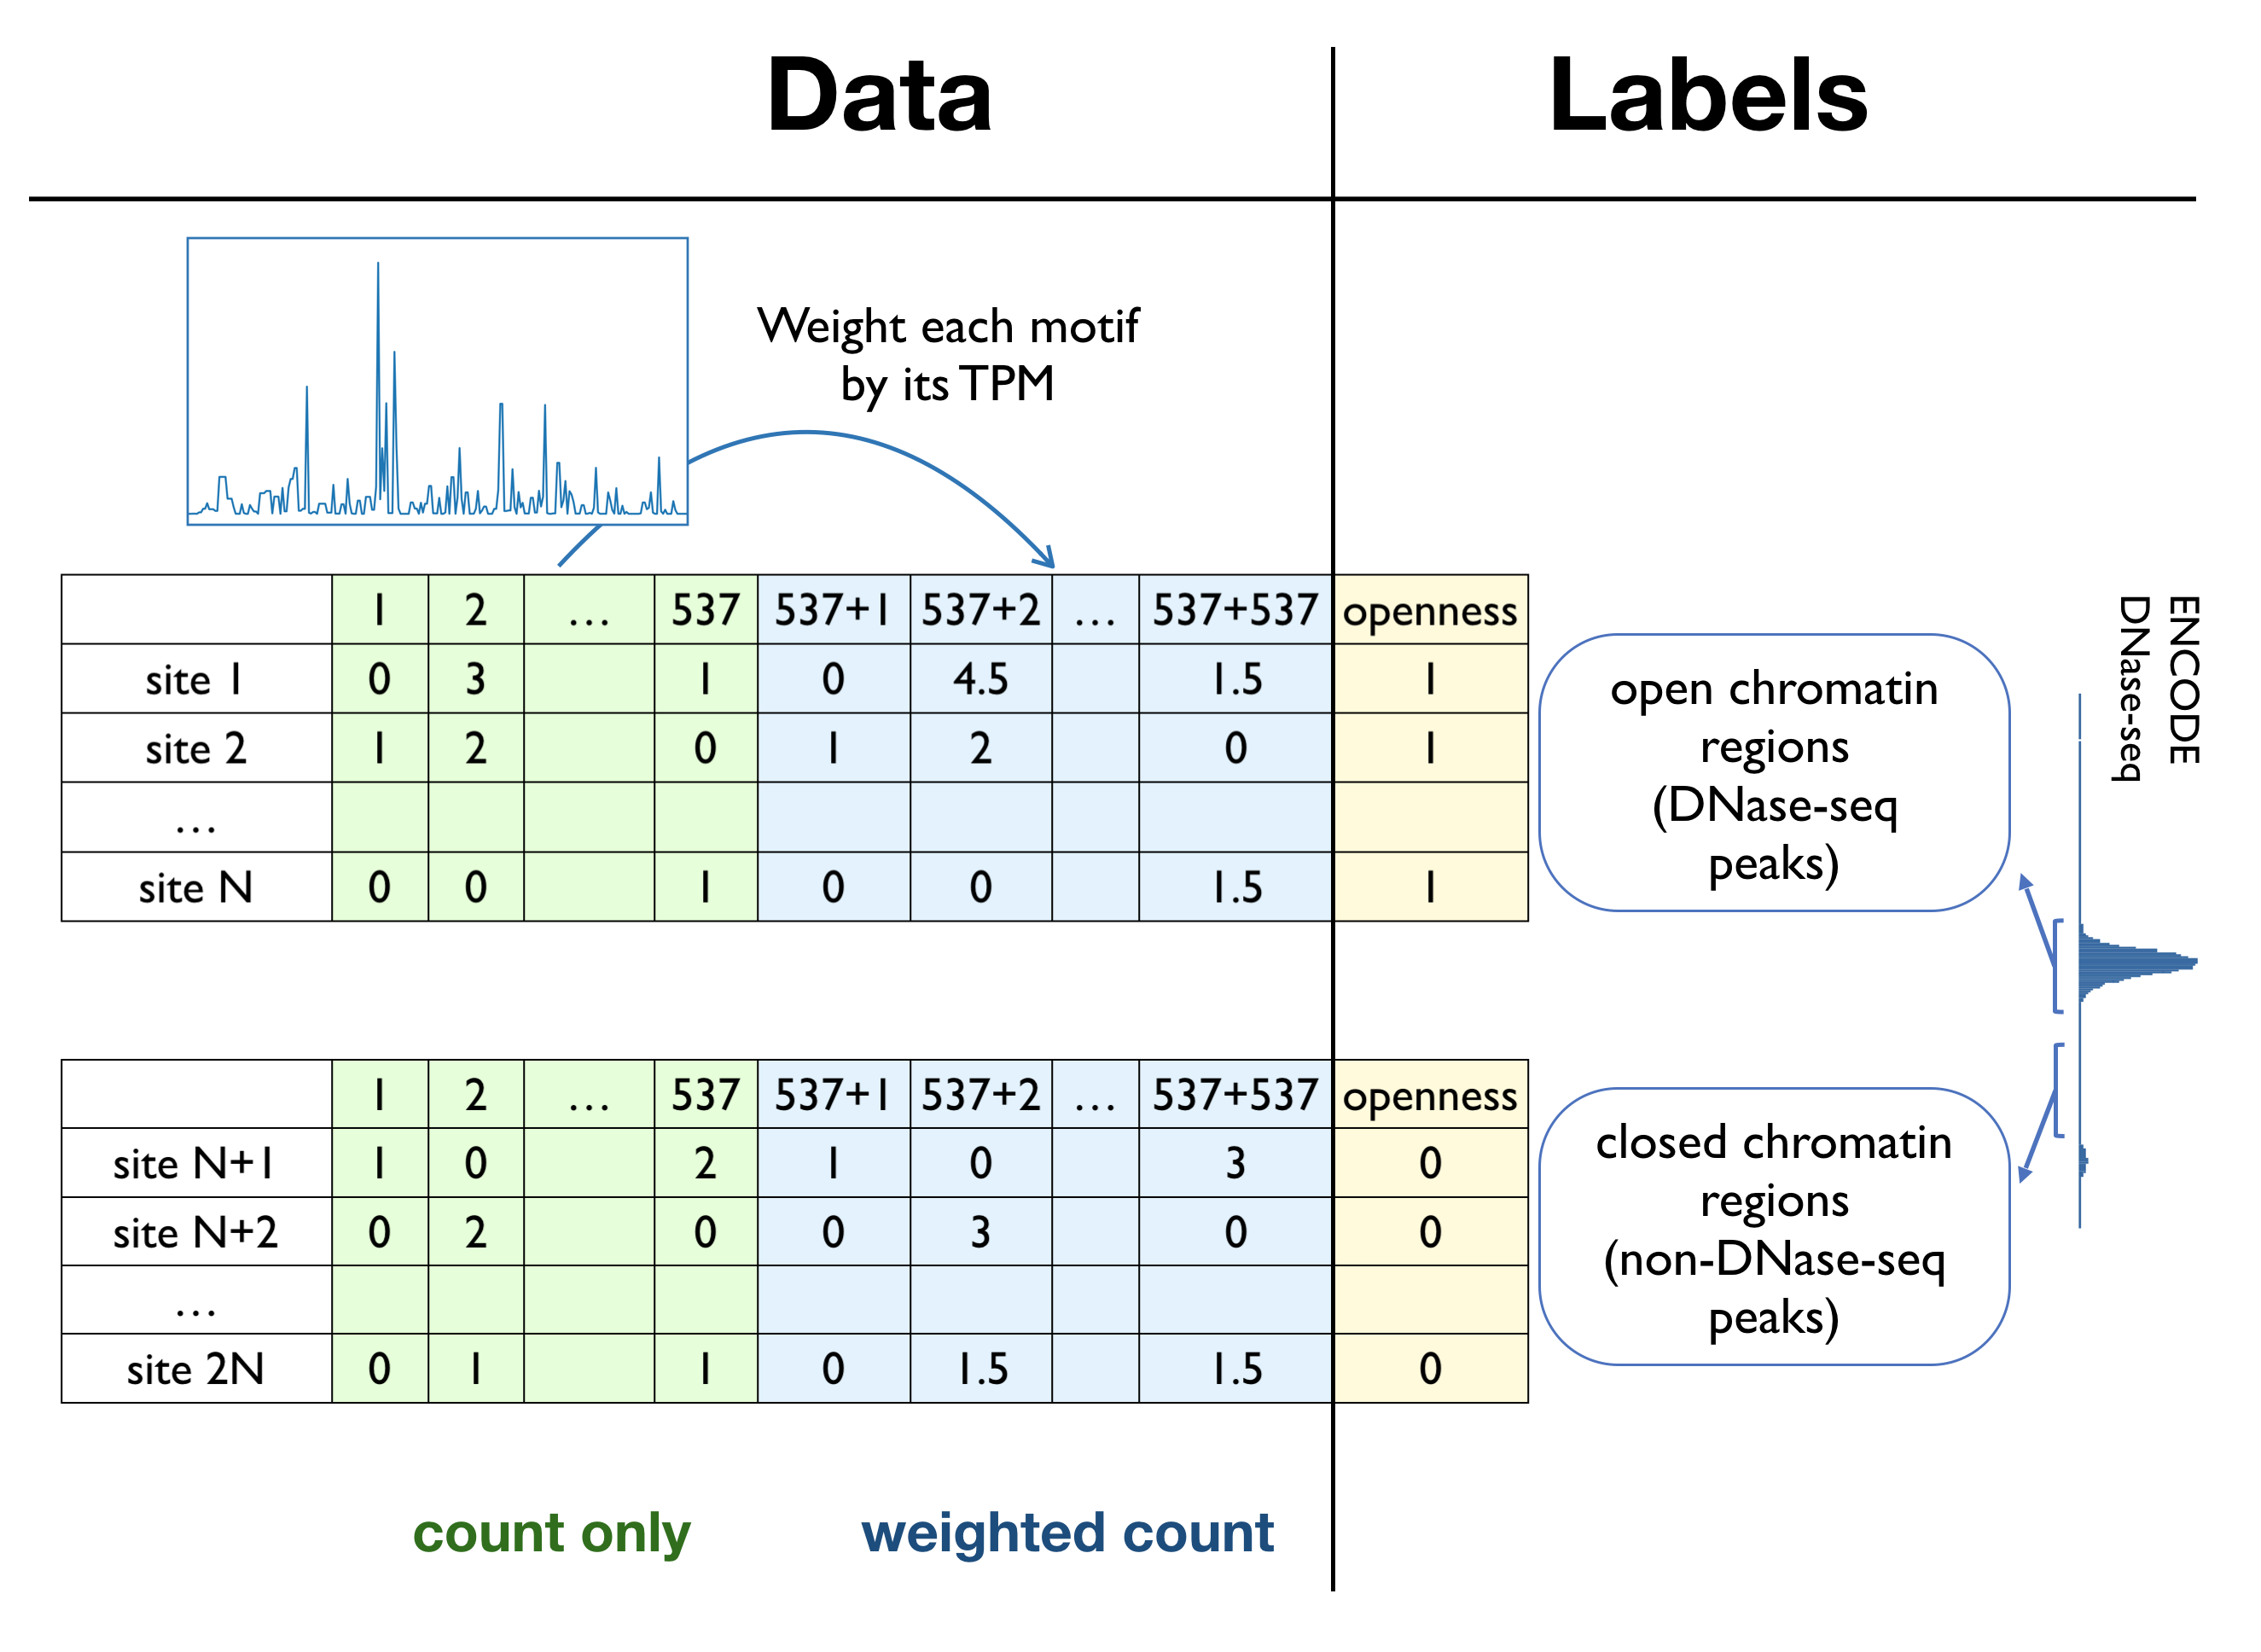 Data
Labels
Weight each motif
by its TPM
1 2 … 537 537+1 537+2 … 537+537 openness
site 1 0 3 1 0 4.5 1.5 1
site 2 1 2 0 1 2 0 1
…
site N 0 0 1 0 0 1.5 1
open chromatin
regions
(DNase-seq
peaks)
ENCODE
DNase-seq
1 2 … 537 537+1 537+2 … 537+537 openness
site N+1 1 0 2 1 0 3 0
site N+2 0 2 0 0 3 0 0
…
site 2N 0 1 1 0 1.5 1.5 0
closed chromatin
regions
(non-DNase-seq
peaks)
count only
weighted count